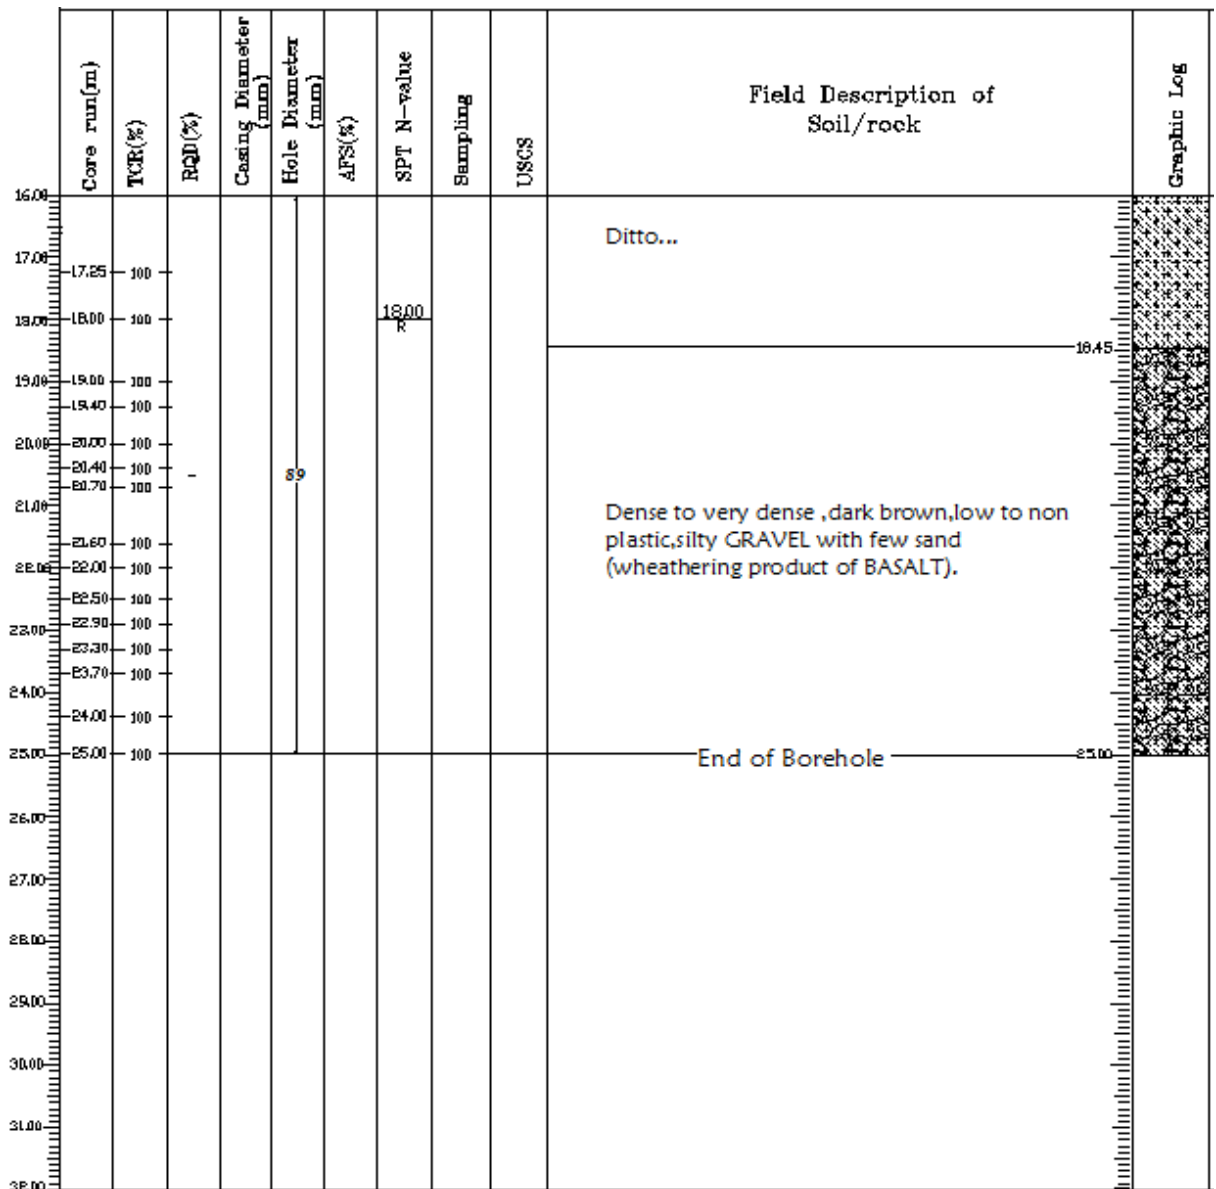 Core run(m)
TCR(%)
RQD(%)
Casing Diameter
(mm)
Hole Diameter
(mm)
AFS(%)
SPT N-value
Sampling
USCS
Field Description of
Soil/rock
Graphic Log
16.00
Ditto...
17.00
17.25 100
18.00
18.00 100
18.00
R
18.45
19.00
19.00 100
19.40 100
20.00
20.00 100
20.40 100
-
89
20.70 100
21.00
Dense to very dense ,dark brown,low to non
plastic,silty GRAVEL with few sand
(wheathering product of BASALT).
21.60 100
22.00
22.00 100
22.50 100
22.90 100
23.00
23.30 100
23.70 100
24.00
24.00 100
25.00
25.00 100
End of Borehole
25.00
26.00
27.00
28.00
29.00
30.00
31.00
32.00